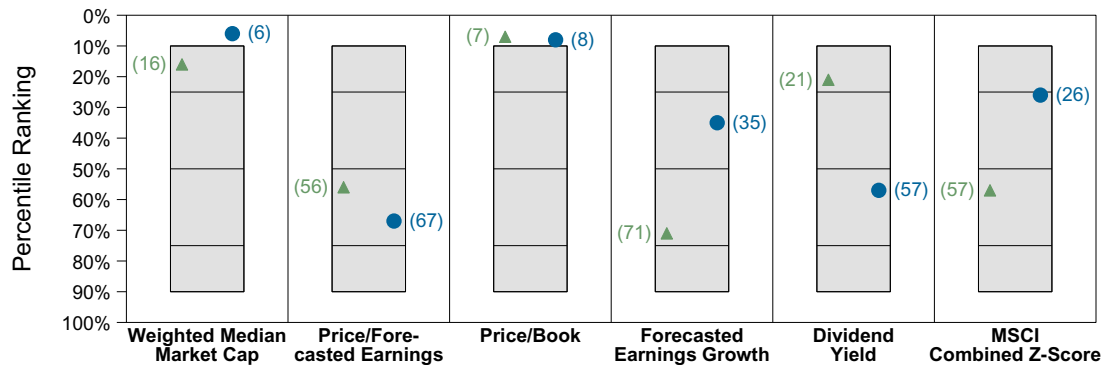 Percentile Ranking
0%
10%
20%
30%
40%
50%
60%
70%
80%
90%
100%
(16)
(6)
(56)
(67)
(7)
(8)
(71)
(35)
(21)
(57)
(57)
(26)
Weighted Median
Market Cap
Price/Fore-
casted Earnings
Price/Book
Forecasted
Earnings Growth
Dividend
Yield
MSCI
Combined Z-Score